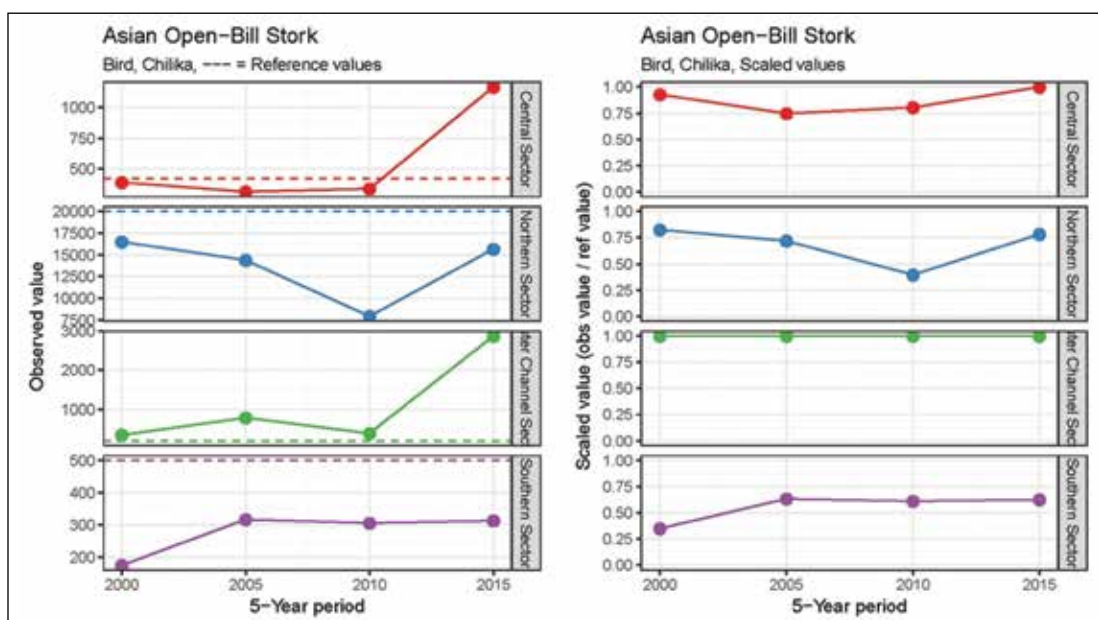 Asian Open-Bill Stork
Bird, Chilika, --- = Reference values
Observed value
1000
750
500
Central Sector
20000
17500
15000
12500
10000
7500
Northern Sector
3000
2000
1000
ter Channel Sec
500
400
300
200
Southern Sector
2000 2005 2010 2015
5-Year period
Asian Open-Bill Stork
Bird, Chilika, Scaled values
Scaled value (obs value / ref value)
1.00
0.75
0.50
0.25
0.00
Central Sector
1.00
0.75
0.50
0.25
0.00
Northern Sector
1.00
0.75
0.50
0.25
0.00
ter Channel Sec
1.00
0.75
0.50
0.25
0.00
Southern Sector
2000 2005 2010 2015
5-Year period